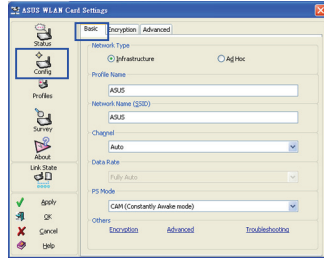 ASUS WLAN Card Settings
Status
Config
Profiles
Survey
About
Link State
Apply
OK
Cancel
Help
Basic Encryption Advanced
Network Type
Infrastructure Ad Hoc
Profile Name
ASUS
Network Name (SSID)
ASUS
Channel
Auto
Data Rate
Fully Auto
PS Mode
CAM (Constantly Awake mode)
Others
Encryption Advanced Troubleshooting